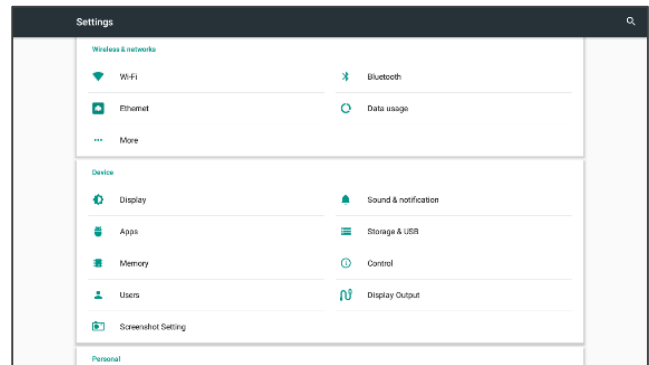 Settings
Wireless & networks
Wi-Fi
Bluetooth
Ethernet
Data usage
More
Device
Display
Sound & notification
Apps
Storage & USB
Memory
Control
Users
Display Output
Screenshot Setting
Personal